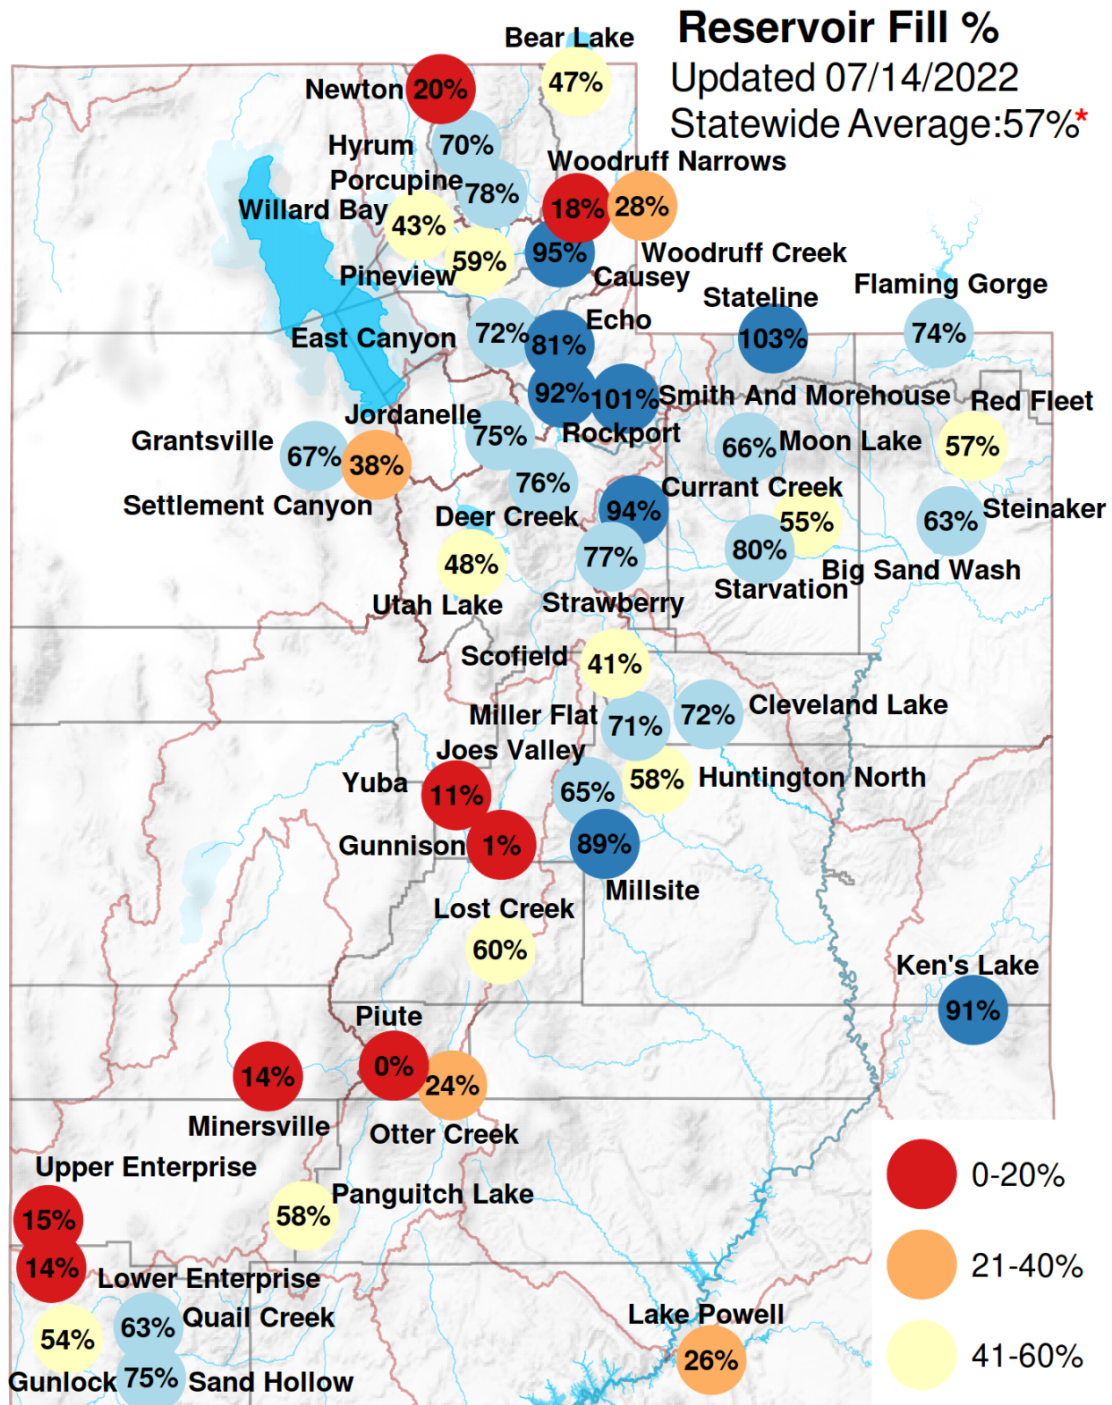 Reservoir Fill %
Updated 07/14/2022
Statewide Average:57%*
Bear Lake
47%
Newton
20%
Hyrum
70%
Porcupine
78%
Woodruff Narrows
18%
28%
Woodruff Creek
Willard Bay
43%
Pineview
59%
95%
Causey
Stateline
103%
Flaming Gorge
74%
East Canyon
72%
Echo
81%
92%
Rockport
101%
Smith And Morehouse
Red Fleet
57%
Jordanelle
75%
Grantsville
67%
38%
Settlement Canyon
66%
Moon Lake
76%
Deer Creek
Currant Creek
94%
55%
Big Sand Wash
63%
Steinaker
80%
Starvation
48%
Utah Lake
77%
Strawberry
Scofield
41%
Miller Flat
71%
72%
Cleveland Lake
Joes Valley
65%
58%
Huntington North
Yuba
11%
Gunnison
1%
89%
Millsite
Lost Creek
60%
Ken's Lake
91%
Piute
0%
24%
Otter Creek
14%
Minersville
Upper Enterprise
15%
14%
Lower Enterprise
58%
Panguitch Lake
54%
Gunlock
63%
Quail Creek
75%
Sand Hollow
Lake Powell
26%
0-20%
21-40%
41-60%